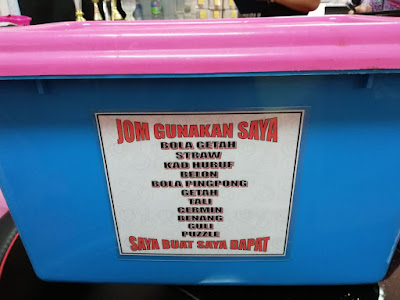 JOM GUNAKAN SAYA
BOLA GETAH
STRAW
KAD HURUF
BELON
BOLA PINGPONG
GETAH
TALI
CERMIN
BENANG
GULI
PUZZLE
SAYA BUAT SAYA DAPAT